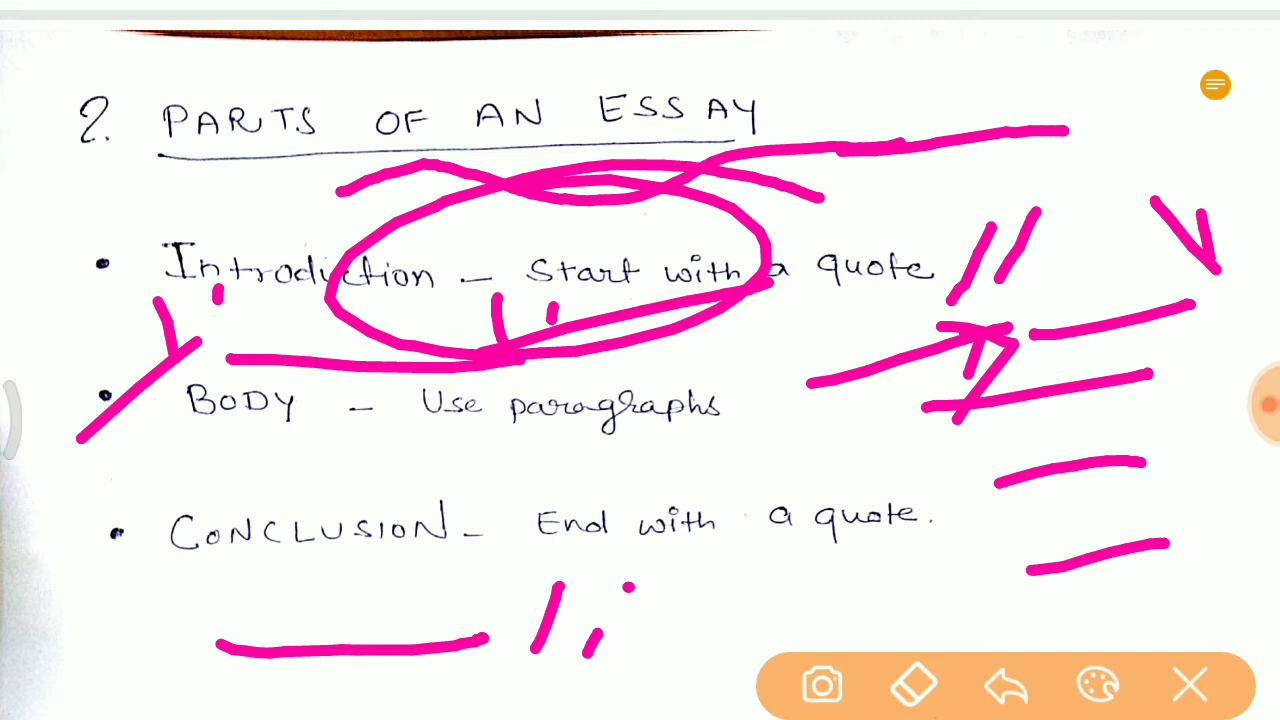 2. PARTS OF AN ESSAY
• Introduction – Start with a quote
• BODY – Use paragraphs
• CONCLUSION – End with a quote.